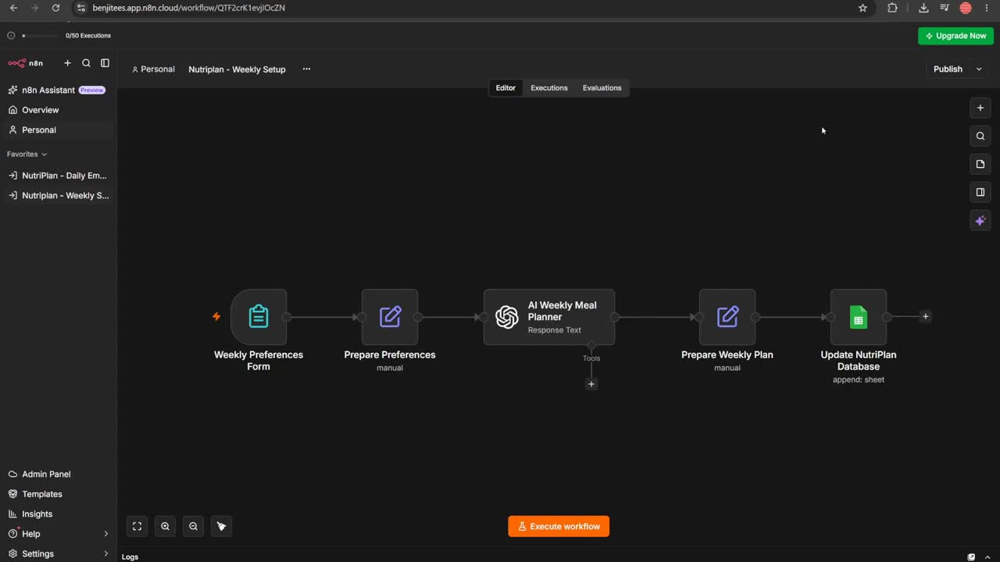 benjitees.app.n8n.cloud/workflow/QTF2crK1evjIOcZN
0/50 Executions
Upgrade Now
n8n
Personal
Nutriplan - Weekly Setup
...
Publish
Editor
Executions
Evaluations
n8n Assistant
Preview
Overview
Personal
Favorites
NutriPlan - Daily Em...
Nutriplan - Weekly S...
AI Weekly Meal
Planner
Response Text
Tools
Weekly Preferences
Form
Prepare Preferences
manual
Prepare Weekly Plan
manual
Update NutriPlan
Database
append: sheet
Admin Panel
Templates
Insights
Help
Settings
Execute workflow
Logs